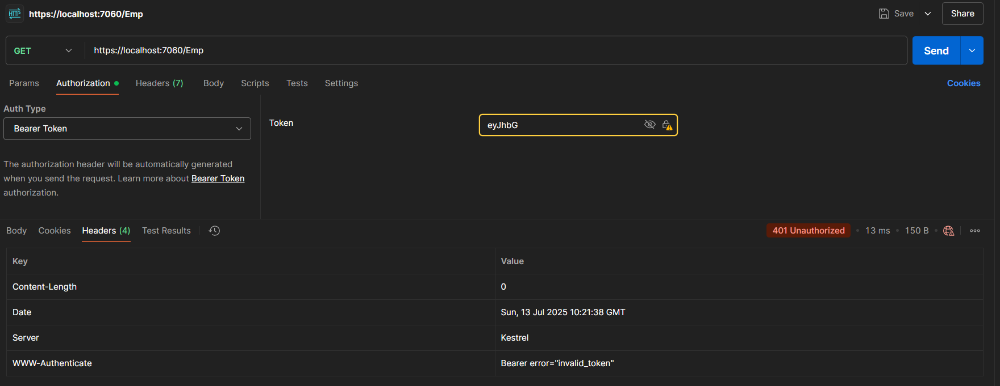 HTTP https://localhost:7060/Emp Save Share
GET https://localhost:7060/Emp Send
Params Authorization Headers (7) Body Scripts Tests Settings Cookies
Auth Type
Bearer Token
Token eyJhbG
The authorization header will be automatically generated
when you send the request. Learn more about Bearer Token
authorization.
Body Cookies Headers (4) Test Results 401 Unauthorized • 13 ms • 150 B •
Key Value
Content-Length 0
Date Sun, 13 Jul 2025 10:21:38 GMT
Server Kestrel
WWW-Authenticate Bearer error="invalid_token"